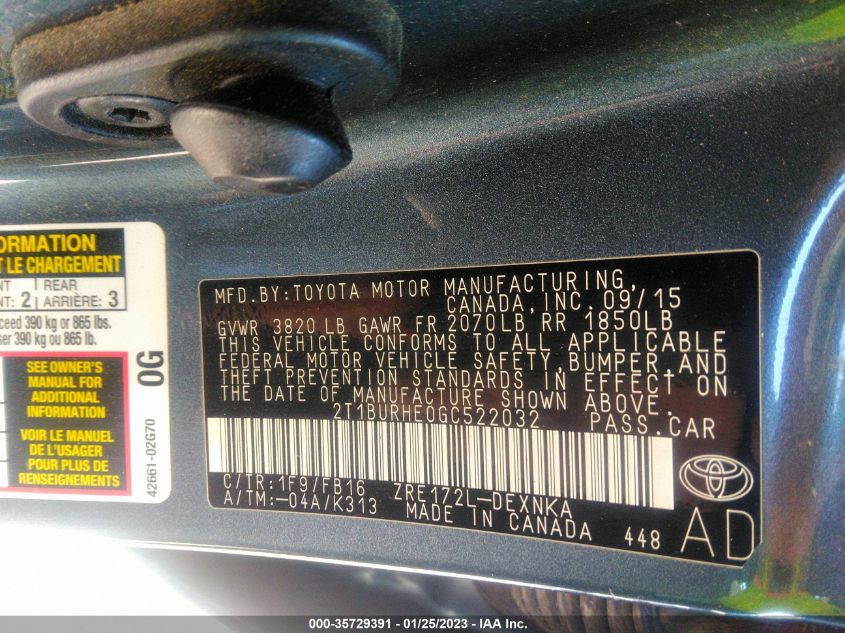 ORMATION
T LE CHARGEMENT
NT REAR
NT: 2 ARRIÈRE: 3
ceed 390 kg or 865 lbs.
ser 390 kg ou 865 lb.
SEE OWNER'S
MANUAL FOR
ADDITIONAL
INFORMATION
VOIR LE MANUEL
DE L'USAGER
POUR PLUS DE
RENSEIGNEMENTS
0G
42661-02G70
MFD.BY:TOYOTA MOTOR MANUFACTURING,
CANADA,INC.09/15
GVWR 3820 LB GAWR FR 2070LB RR 1850LB
THIS VEHICLE CONFORMS TO ALL APPLICABLE
FEDERAL MOTOR VEHICLE SAFETY,BUMPER,AND
THEFT PREVENTION STANDARDS IN EFFECT ON
THE DATE OF MANUFACTURE SHOWN ABOVE.
2T1BURHE0GC522032 PASS.CAR
C/TR:1F9/FB16 ZRE172L-DEXNKA
A/TM:-04A/K313 MADE IN CANADA 448
AD
000-35729391 - 01/25/2023 - IAA Inc.